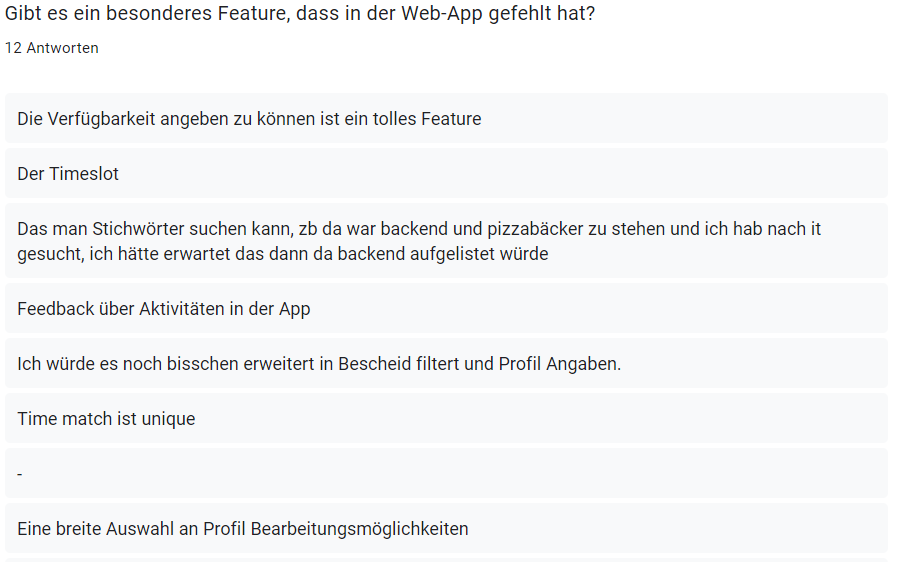 Gibt es ein besonderes Feature, dass in der Web-App gefehlt hat?
12 Antworten
Die Verfügbarkeit angeben zu können ist ein tolles Feature
Der Timeslot
Das man Stichwörter suchen kann, zb da war backend und pizzabäcker zu stehen und ich hab nach it
gesucht, ich hätte erwartet das dann da backend aufgelistet würde
Feedback über Aktivitäten in der App
Ich würde es noch bisschen erweitert in Bescheid filtert und Profil Angaben.
Time match ist unique
-
Eine breite Auswahl an Profil Bearbeitungsmöglichkeiten